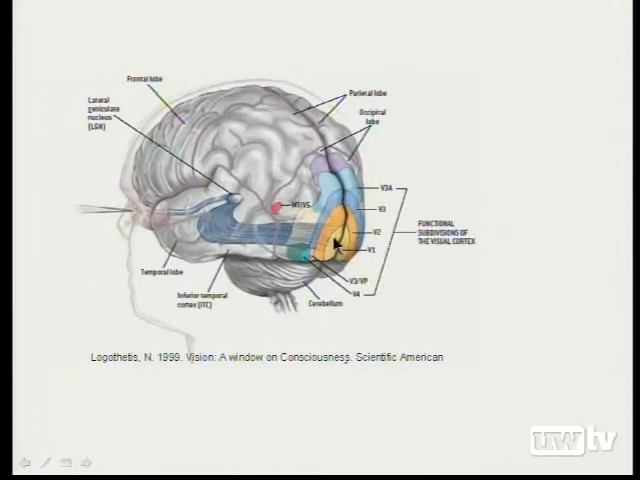 Frontal lobe
Lateral
geniculate
nucleus
(LGN)
Parietal lobe
Occipital
lobe
V3A
MT/V5
V3
FUNCTIONAL
SUBDIVISIONS OF
THE VISUAL CORTEX
V2
V1
Temporal lobe
V3/VP
Inferior temporal
cortex (ITC)
V4
Cerebellum
Logothetis, N. 1999. Vision: A window on Consciousness. Scientific American
uw tv